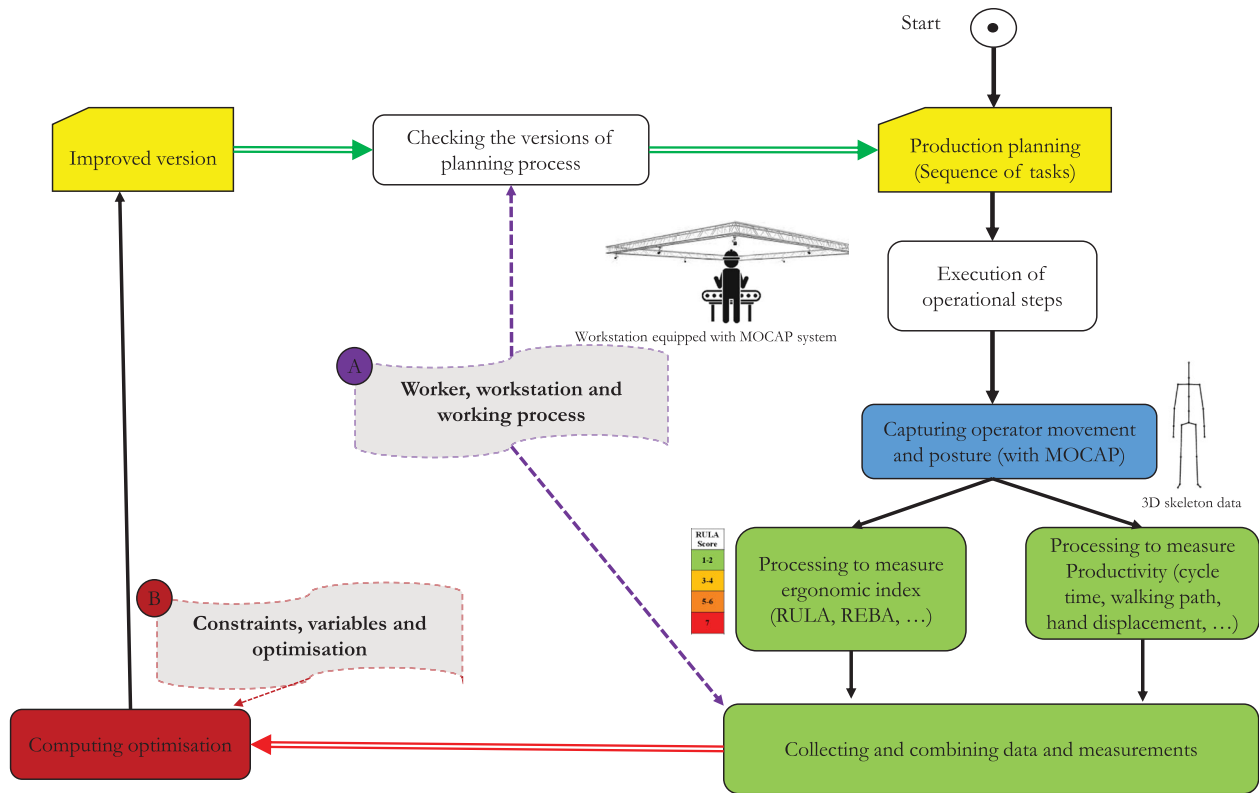 Start
Improved version
Checking the versions of
planning process
Production planning
(Sequence of tasks)
Execution of
operational steps
Workstation equipped with MOCAP system
A
Worker, workstation and
working process
Capturing operator movement
and posture (with MOCAP)
3D skeleton data
RULA
Score
1-2
3-4
5-6
7
Processing to measure
ergonomic index
(RULA, REBA, …)
Processing to measure
Productivity (cycle
time, walking path,
hand displacement, …)
B
Constraints, variables and
optimisation
Computing optimisation
Collecting and combining data and measurements